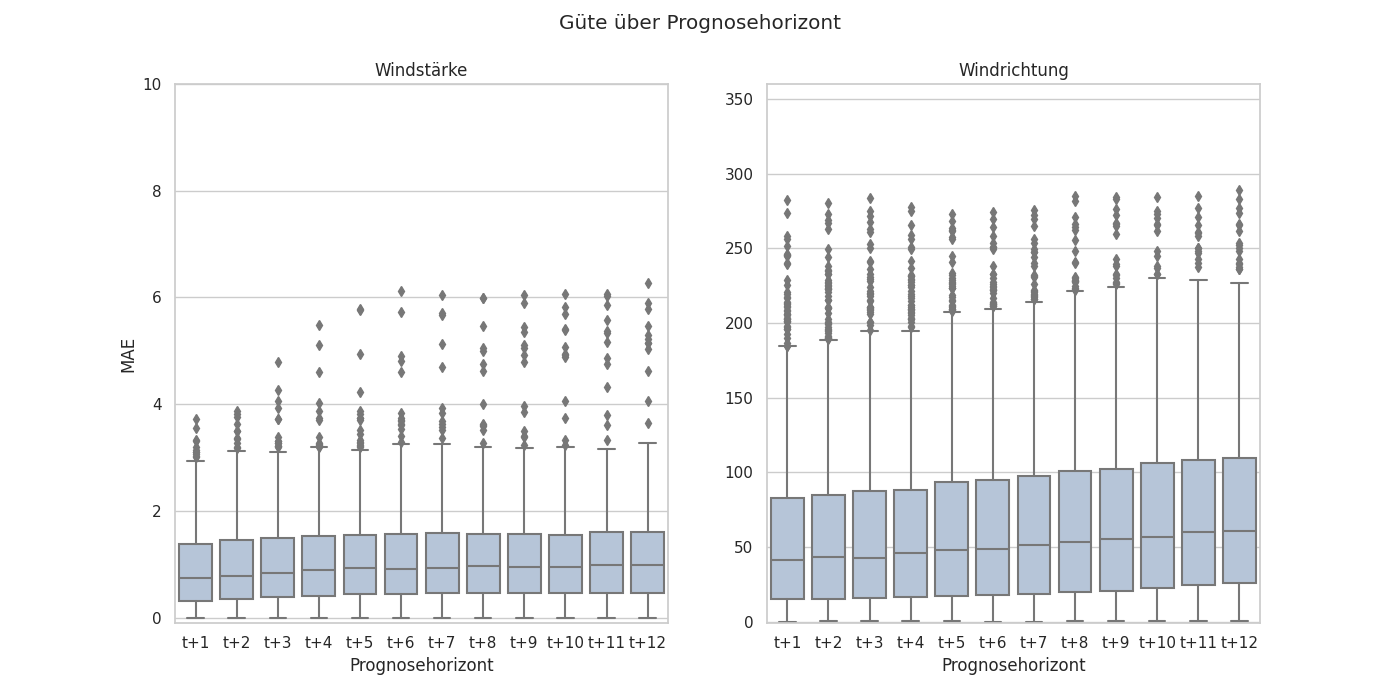 Güte über Prognosehorizont
Windstärke
10
8
6
4
2
0
MAE
t+1 t+2 t+3 t+4 t+5 t+6 t+7 t+8 t+9 t+10 t+11 t+12
Prognosehorizont
Windrichtung
350
300
250
200
150
100
50
0
t+1 t+2 t+3 t+4 t+5 t+6 t+7 t+8 t+9 t+10 t+11 t+12
Prognosehorizont